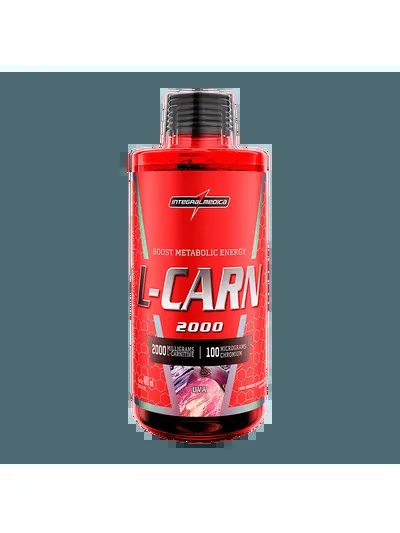 INTEGRALMEDICA
BOOST METABOLIC ENERGY
L-CARN
2000
2000 MILLIGRAMS L-CARNITINE | 100 MICROGRAMS CHROMIUM
UVA